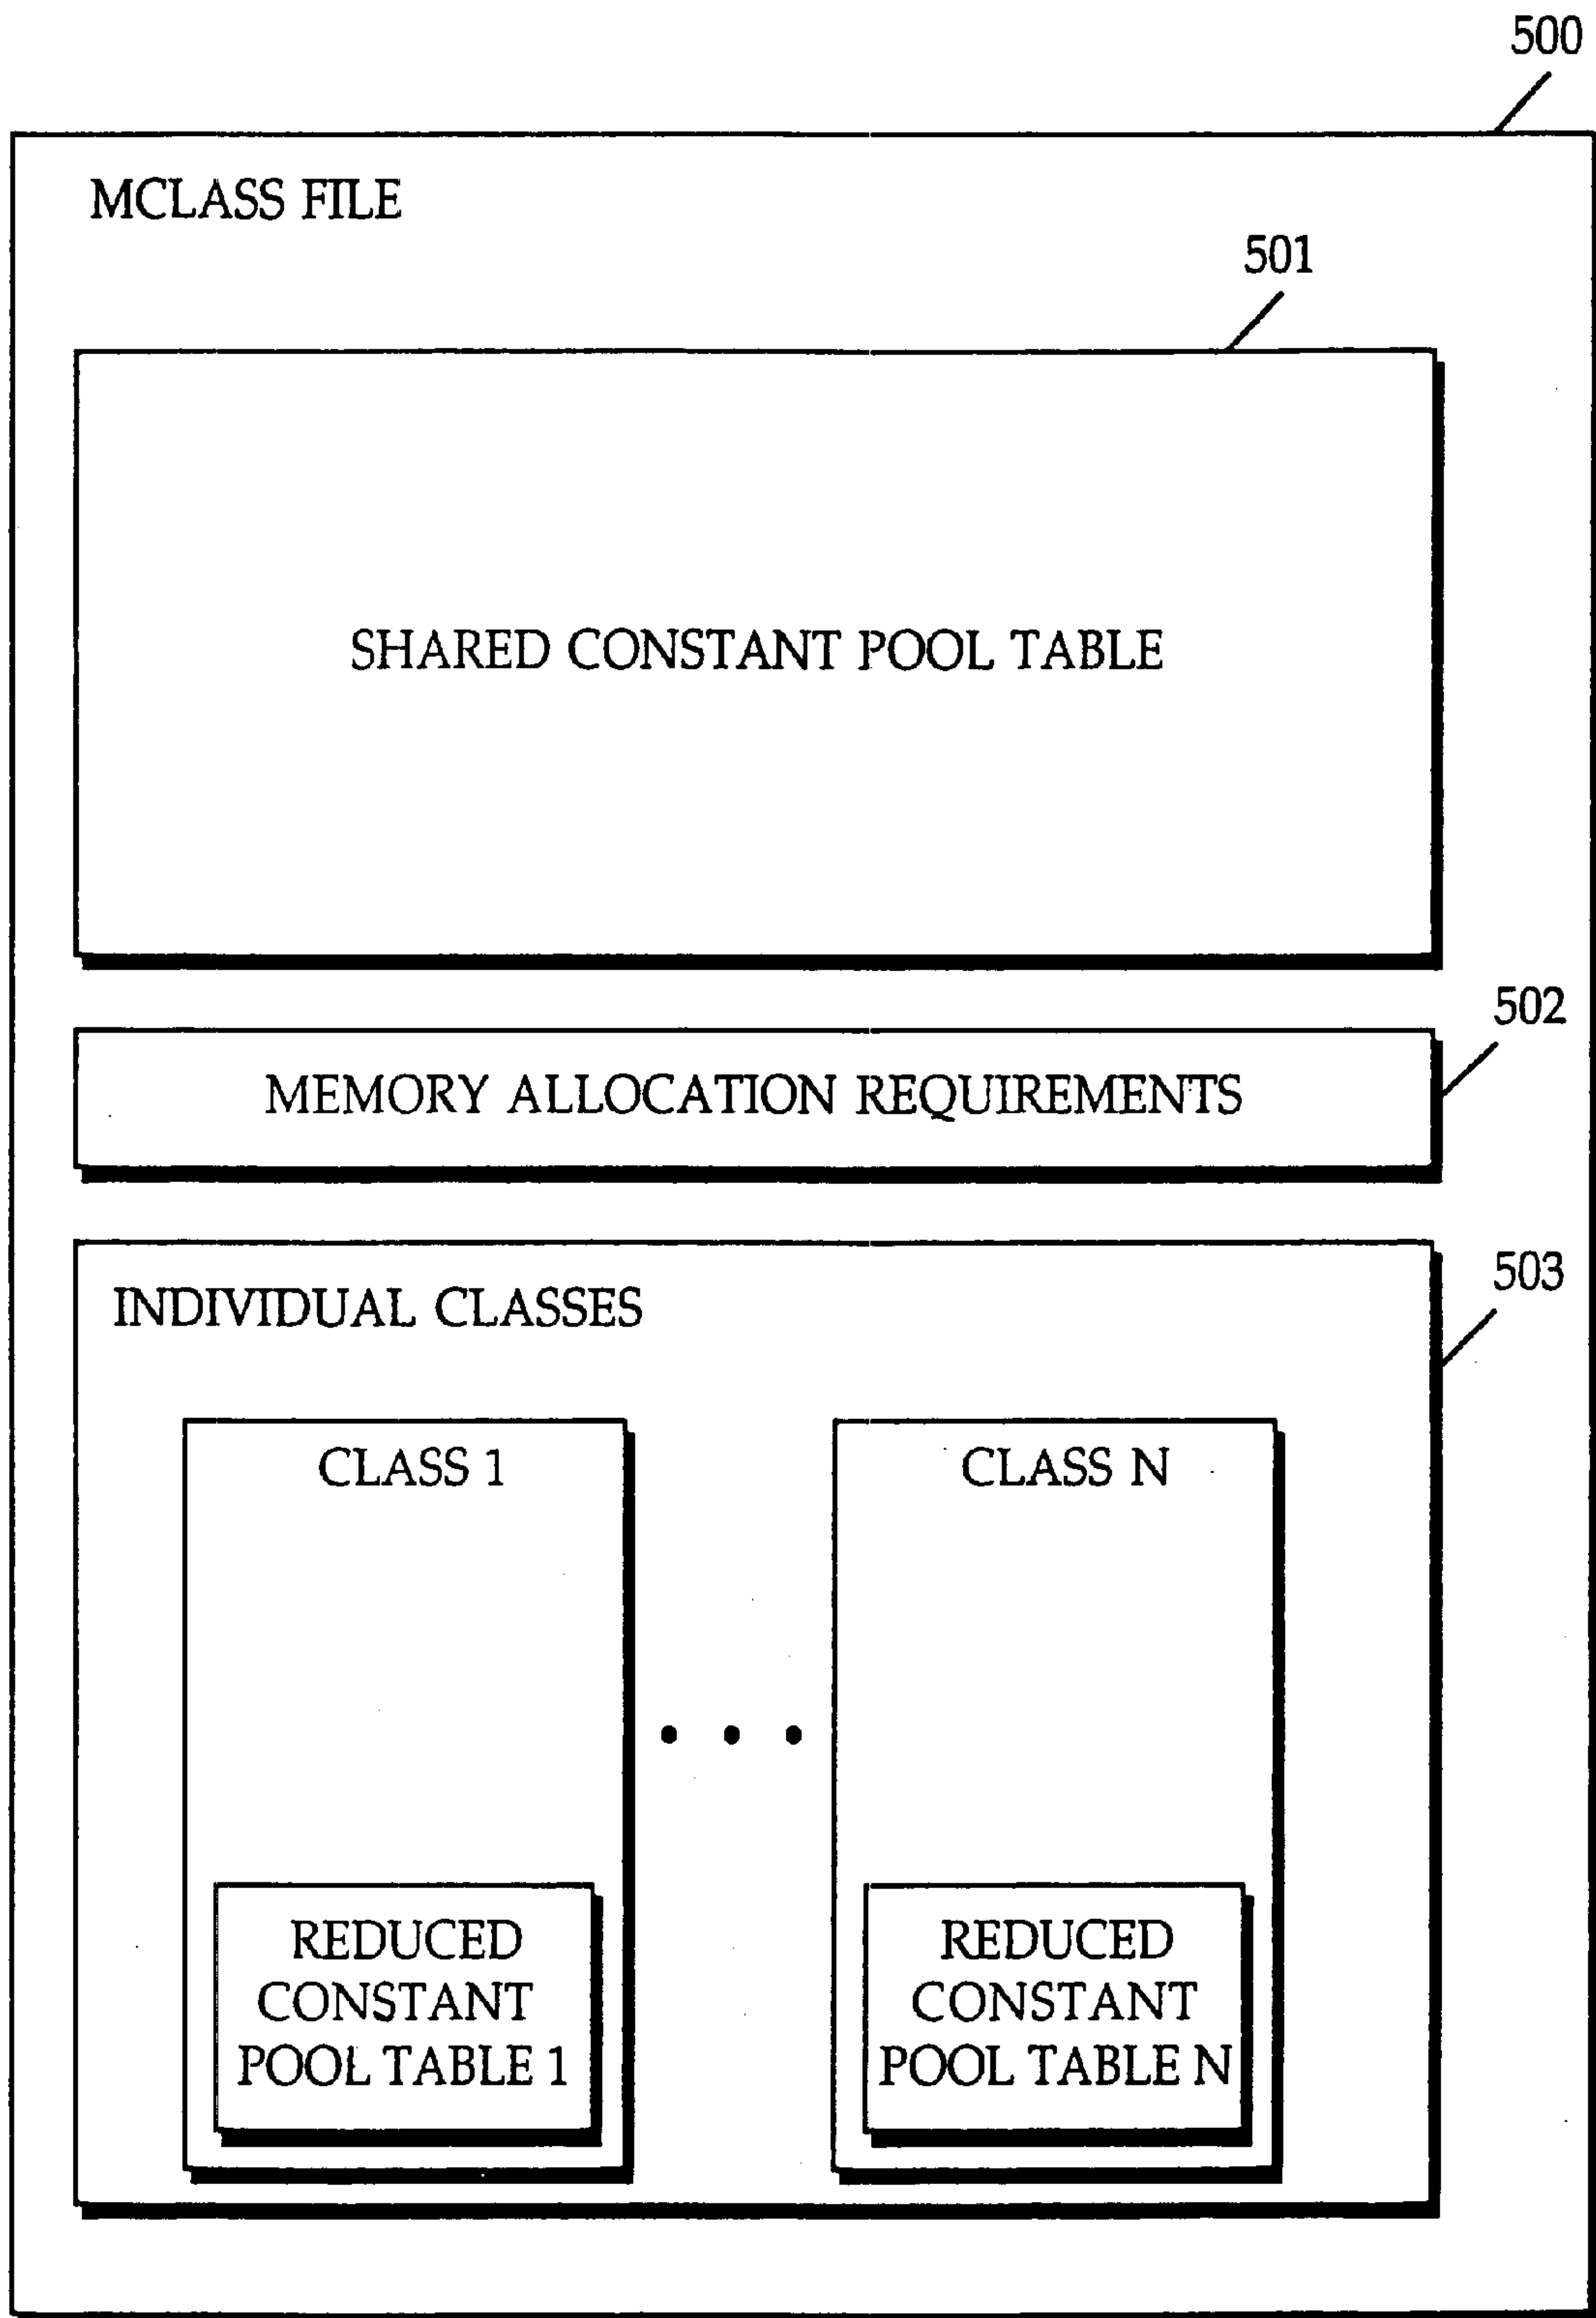 500
MCLASS FILE
501
SHARED CONSTANT POOL TABLE
502
MEMORY ALLOCATION REQUIREMENTS
503
INDIVIDUAL CLASSES
CLASS 1
CLASS N
REDUCED
CONSTANT
POOL TABLE 1
REDUCED
CONSTANT
POOL TABLE N